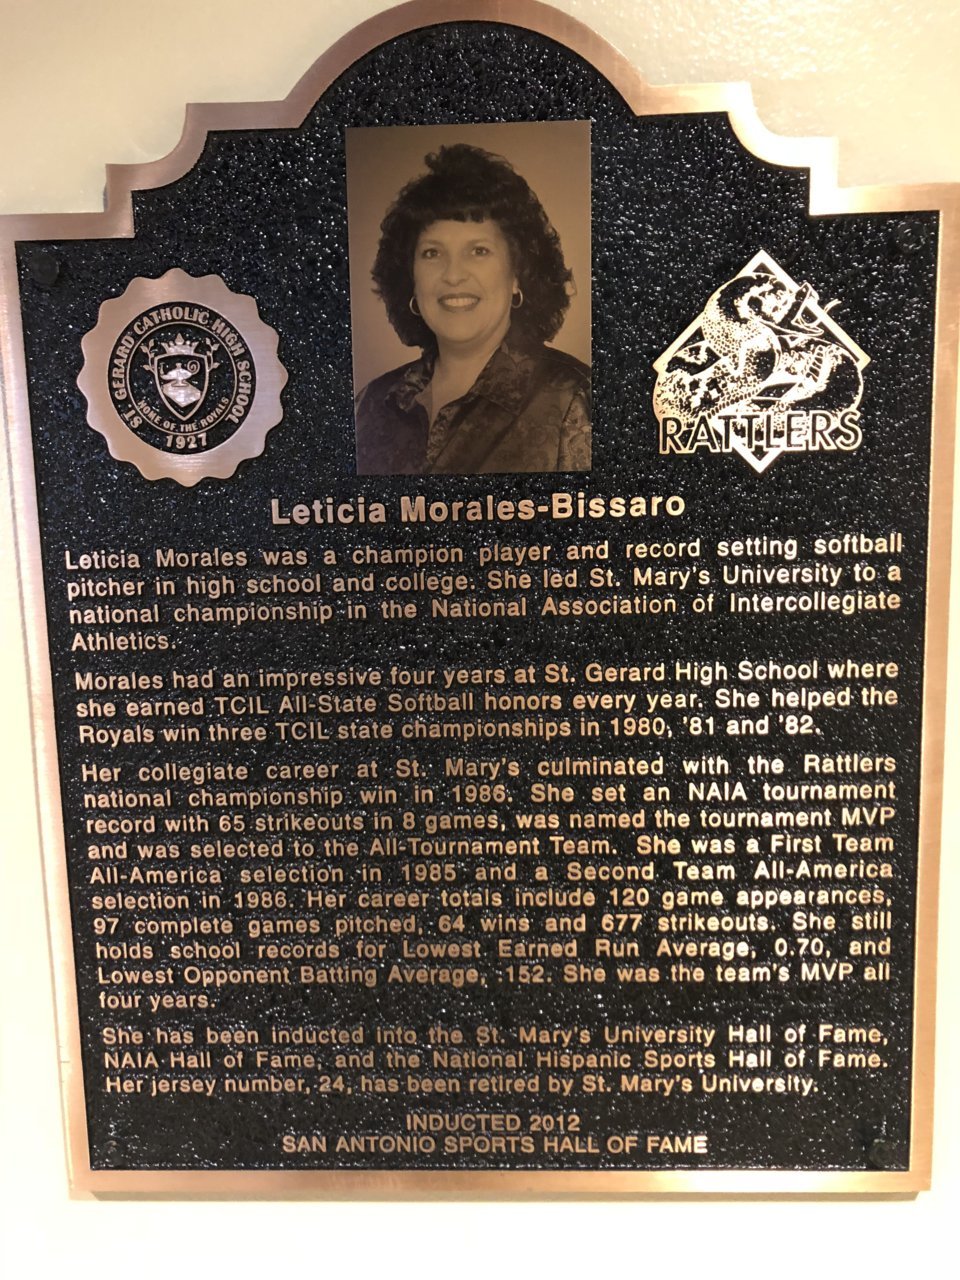 ST. GERARD CATHOLIC HIGH SCHOOL
HOME OF THE ROYALS
1927
RATTLERS
Leticia Morales-Bissaro
Leticia Morales was a champion player and record setting softball
pitcher in high school and college. She led St. Mary's University to a
national championship in the National Association of Intercollegiate
Athletics.
Morales had an impressive four years at St. Gerard High School where
she earned TCIL All-State Softball honors every year. She helped the
Royals win three TCIL state championships in 1980, '81 and '82.
Her collegiate career at St. Mary's culminated with the Rattlers
national championship win in 1986. She set an NAIA tournament
record with 65 strikeouts in 8 games, was named the tournament MVP
and was selected to the All-Tournament Team. She was a First Team
All-America selection in 1985 and a Second Team All-America
selection in 1986. Her career totals include 120 game appearances,
97 complete games pitched, 64 wins and 677 strikeouts. She still
holds school records for Lowest Earned Run Average, 0.70, and
Lowest Opponent Batting Average, .152. She was the team's MVP all
four years.
She has been inducted into the St. Mary's University Hall of Fame,
NAIA Hall of Fame, and the National Hispanic Sports Hall of Fame.
Her jersey number, 24, has been retired by St. Mary's University.
INDUCTED 2012
SAN ANTONIO SPORTS HALL OF FAME